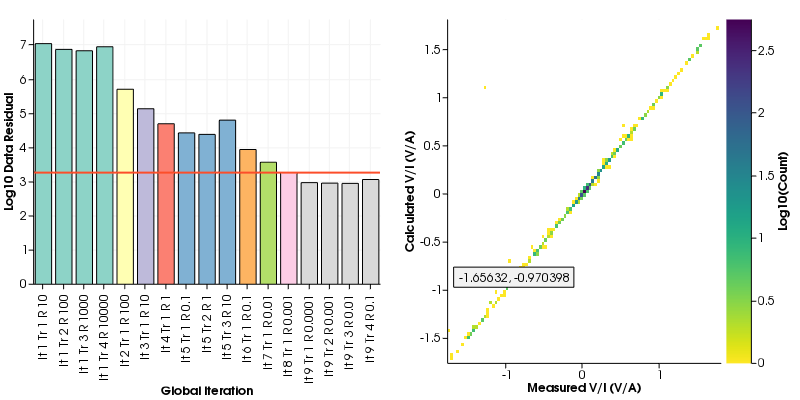 Log10 Data Residual
7
6
5
4
3
2
1
0
It 1 Tr 1 R 10
It 1 Tr 2 R 100
It 1 Tr 3 R 1000
It 1 Tr 4 R 10000
It 2 Tr 1 R 100
It 3 Tr 1 R 10
It 4 Tr 1 R 1
It 5 Tr 1 R 0.1
It 5 Tr 2 R 1
It 5 Tr 3 R 10
It 6 Tr 1 R 0.1
It 7 Tr 1 R 0.01
It 8 Tr 1 R 0.001
It 9 Tr 1 R 0.0001
It 9 Tr 2 R 0.001
It 9 Tr 3 R 0.01
It 9 Tr 4 R 0.1
Global Iteration
Calculated V/I (V/A)
1.5
1
0.5
0
-0.5
-1
-1.5
-1.65632, -0.970398
-1
0
1
Measured V/I (V/A)
2.5
2
1.5
1
0.5
0
Log10(Count)